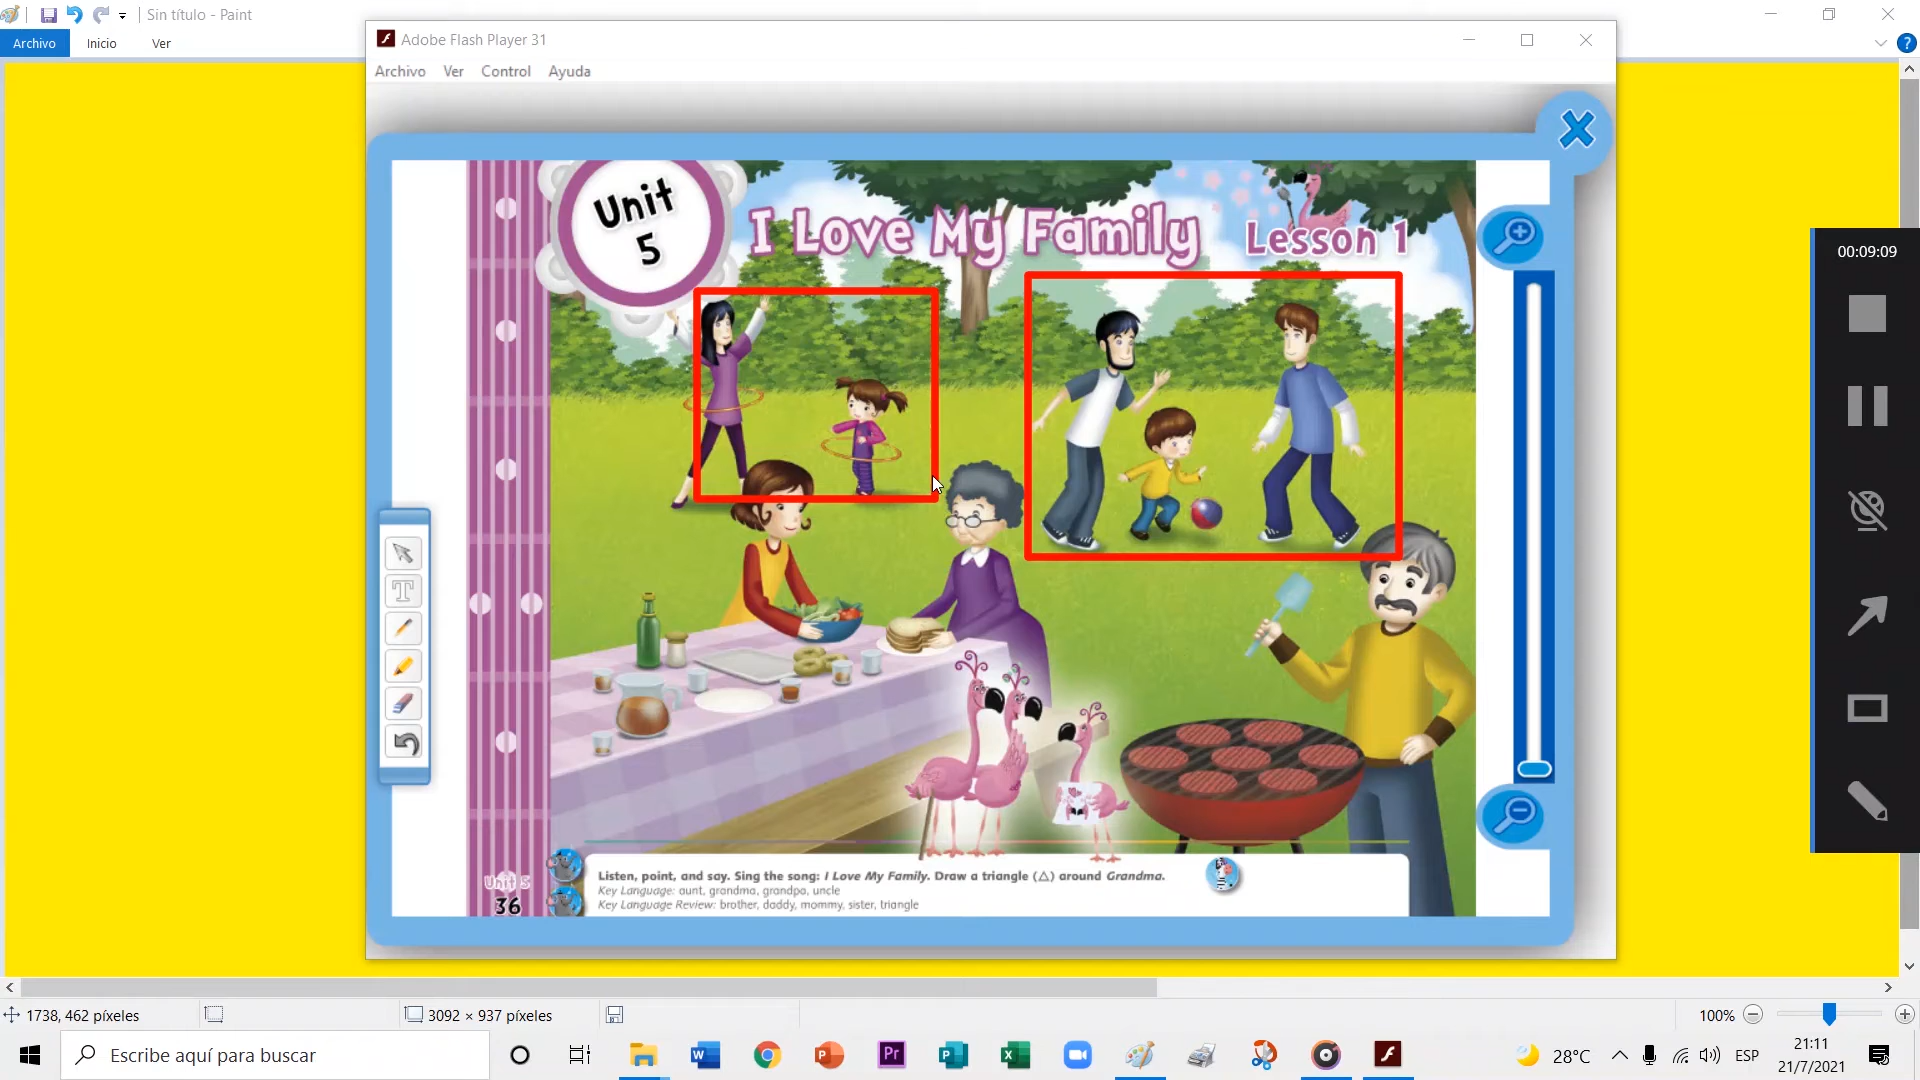 Sin título - Paint
Archivo Inicio Ver
Adobe Flash Player 31
Archivo Ver Control Ayuda
Unit
5
I Love My Family
Lesson 1
00:09:09
T
Unit 5
36
Listen, point, and say. Sing the song: I Love My Family. Draw a triangle (△) around Grandma.
Key Language: aunt, grandma, grandpa, uncle
Key Language Review: brother, daddy, mommy, sister, triangle
1738, 462 píxeles
3092 × 937 píxeles
100%
Escribe aquí para buscar
28°C
ESP
21:11
21/7/2021